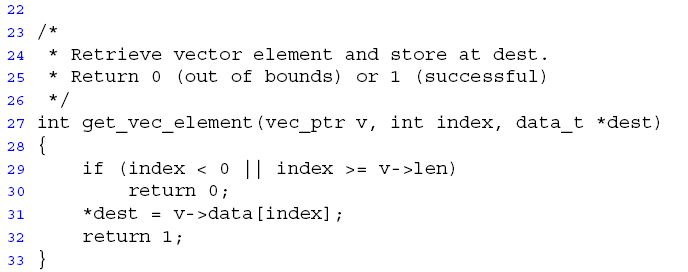 22
23 /*
24  * Retrieve vector element and store at dest.
25  * Return 0 (out of bounds) or 1 (successful)
26  */
27 int get_vec_element(vec_ptr v, int index, data_t *dest)
28 {
29     if (index < 0 || index >= v->len)
30         return 0;
31     *dest = v->data[index];
32     return 1;
33 }